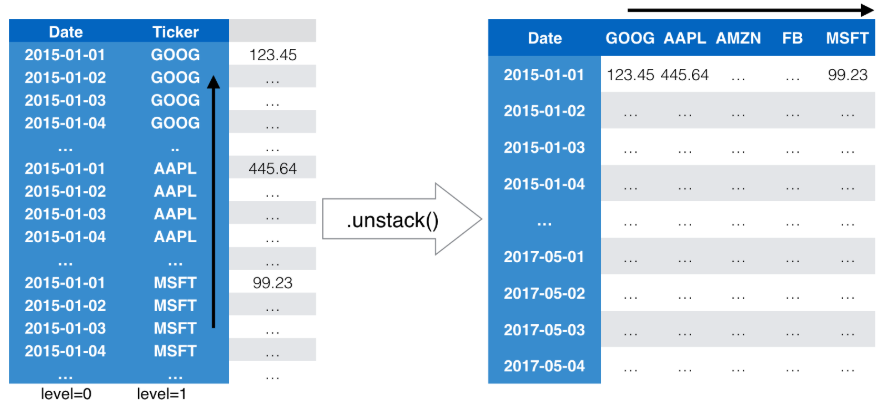 Date Ticker
2015-01-01 GOOG 123.45
2015-01-02 GOOG ...
2015-01-03 GOOG ...
2015-01-04 GOOG ...
... .. ...
2015-01-01 AAPL 445.64
2015-01-02 AAPL ...
2015-01-03 AAPL ...
2015-01-04 AAPL ...
... ... ...
2015-01-01 MSFT 99.23
2015-01-02 MSFT ...
2015-01-03 MSFT ...
2015-01-04 MSFT ...
... ... ...
level=0 level=1
.unstack()
Date GOOG AAPL AMZN FB MSFT
2015-01-01 123.45 445.64 ... ... 99.23
2015-01-02 ... ... ... ... ...
2015-01-03 ... ... ... ... ...
2015-01-04 ... ... ... ... ...
... ... ... ... ... ...
2017-05-01 ... ... ... ... ...
2017-05-02 ... ... ... ... ...
2017-05-03 ... ... ... ... ...
2017-05-04 ... ... ... ... ...